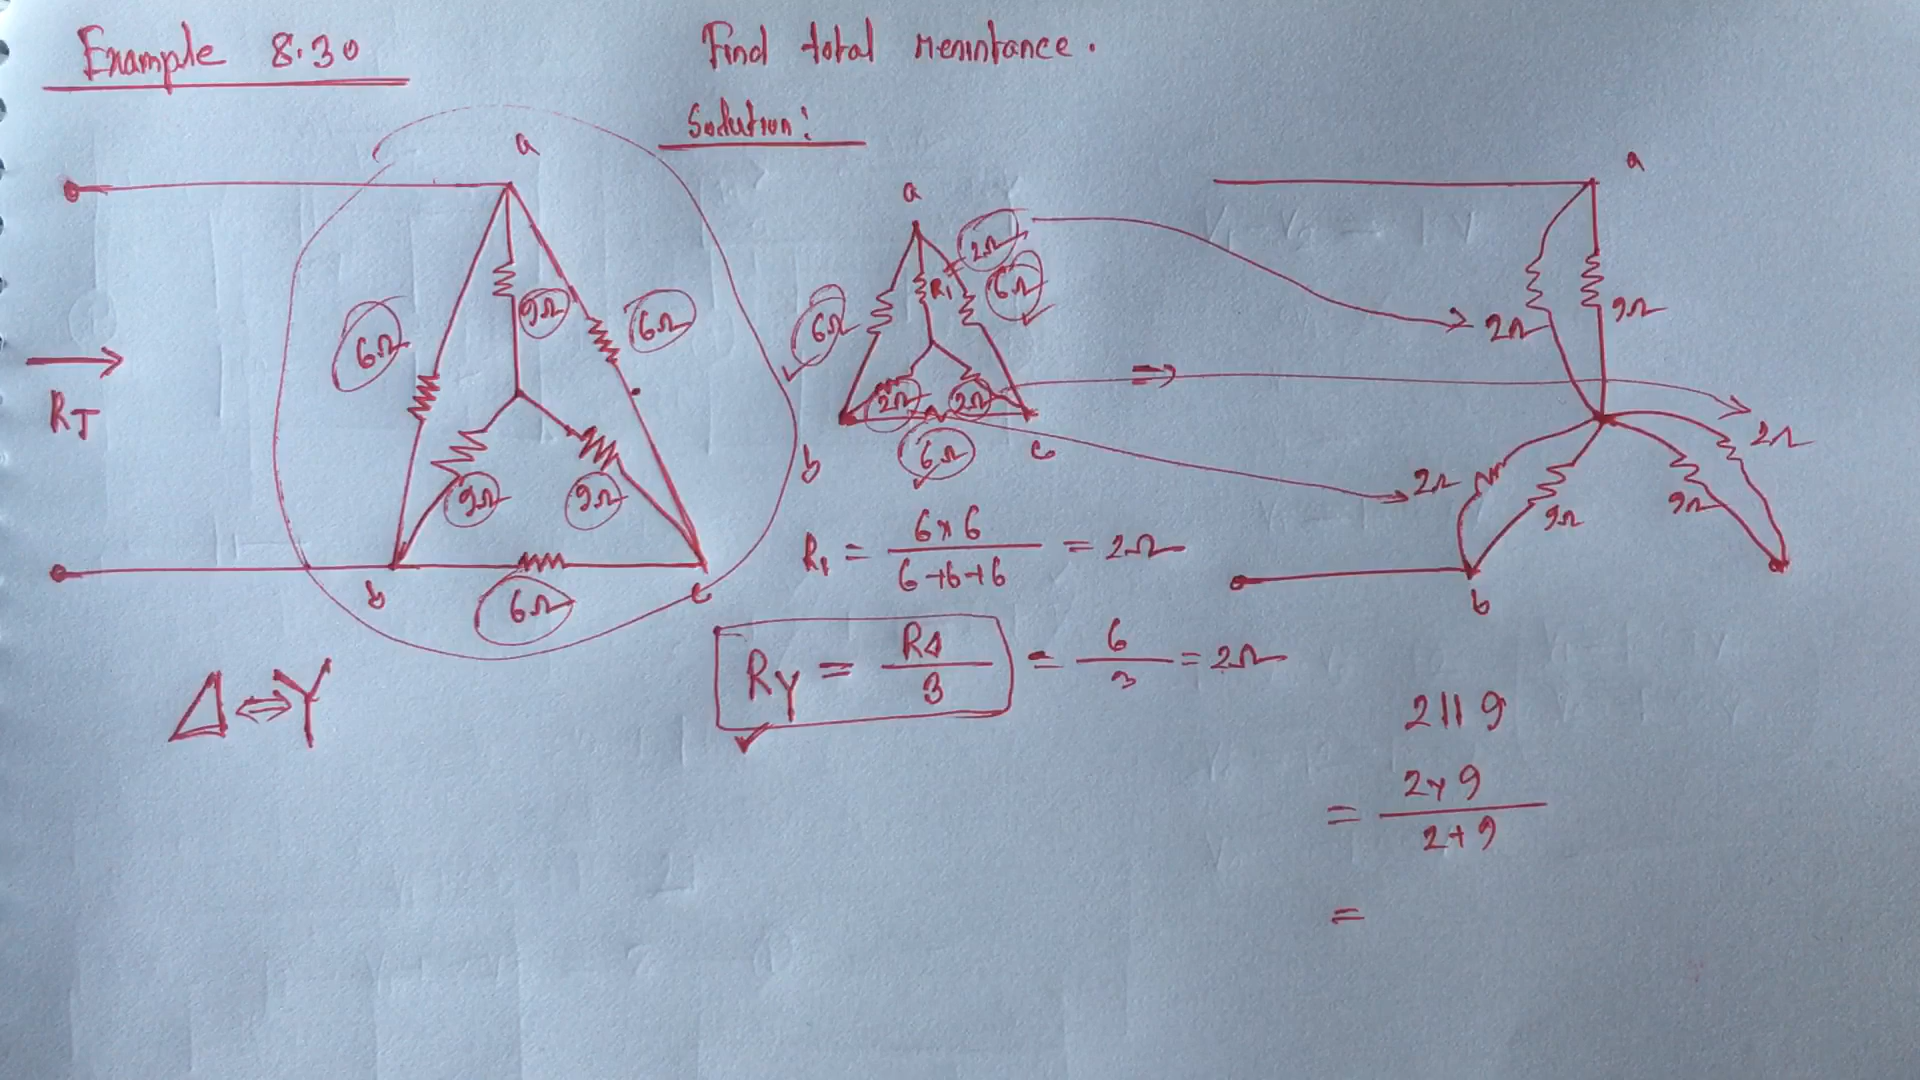 Example 8.30
Find total resistance.
Solution:
a
6Ω
9Ω
6Ω
RT
9Ω
9Ω
b
6Ω
c
a
2Ω
6Ω
R1
6Ω
2Ω
2Ω
b
6Ω
c
a
2Ω
9Ω
2Ω
2Ω
9Ω
9Ω
b
R1 = 6×6 / 6+6+6 = 2Ω
RY = RΔ / 3 = 6 / 3 = 2Ω
Δ ⇔ Y
2 || 9
= 2×9 / 2+9
=